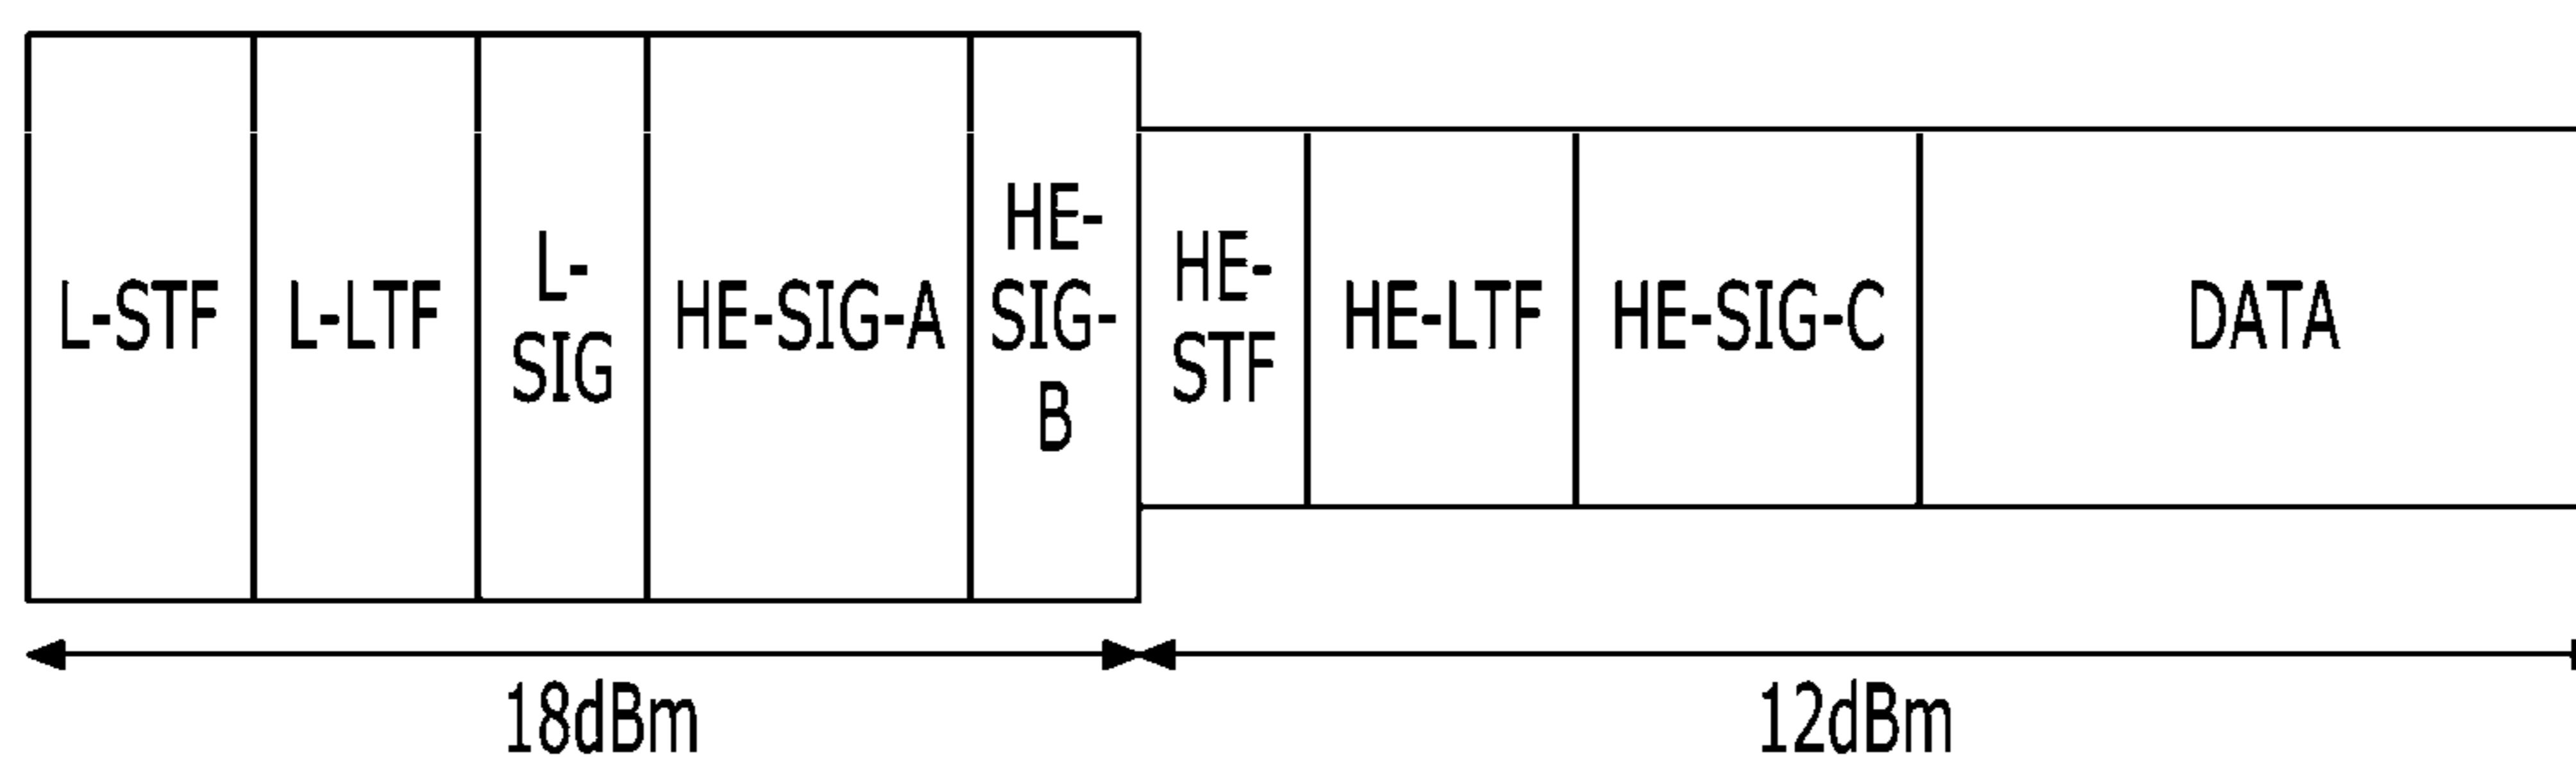 L-STF
L-LTF
L-
SIG
HE-SIG-A
HE-
SIG-
B
HE-
STF
HE-LTF
HE-SIG-C
DATA
18dBm
12dBm